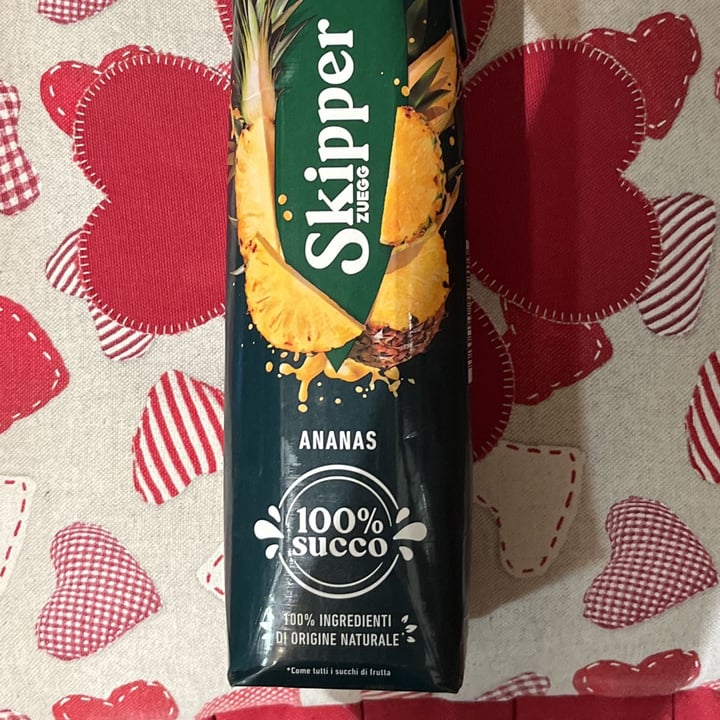 Skipper
ZUEGG
ANANAS
100%
succo
100% INGREDIENTI
DI ORIGINE NATURALE*
*Come tutti i succhi di frutta